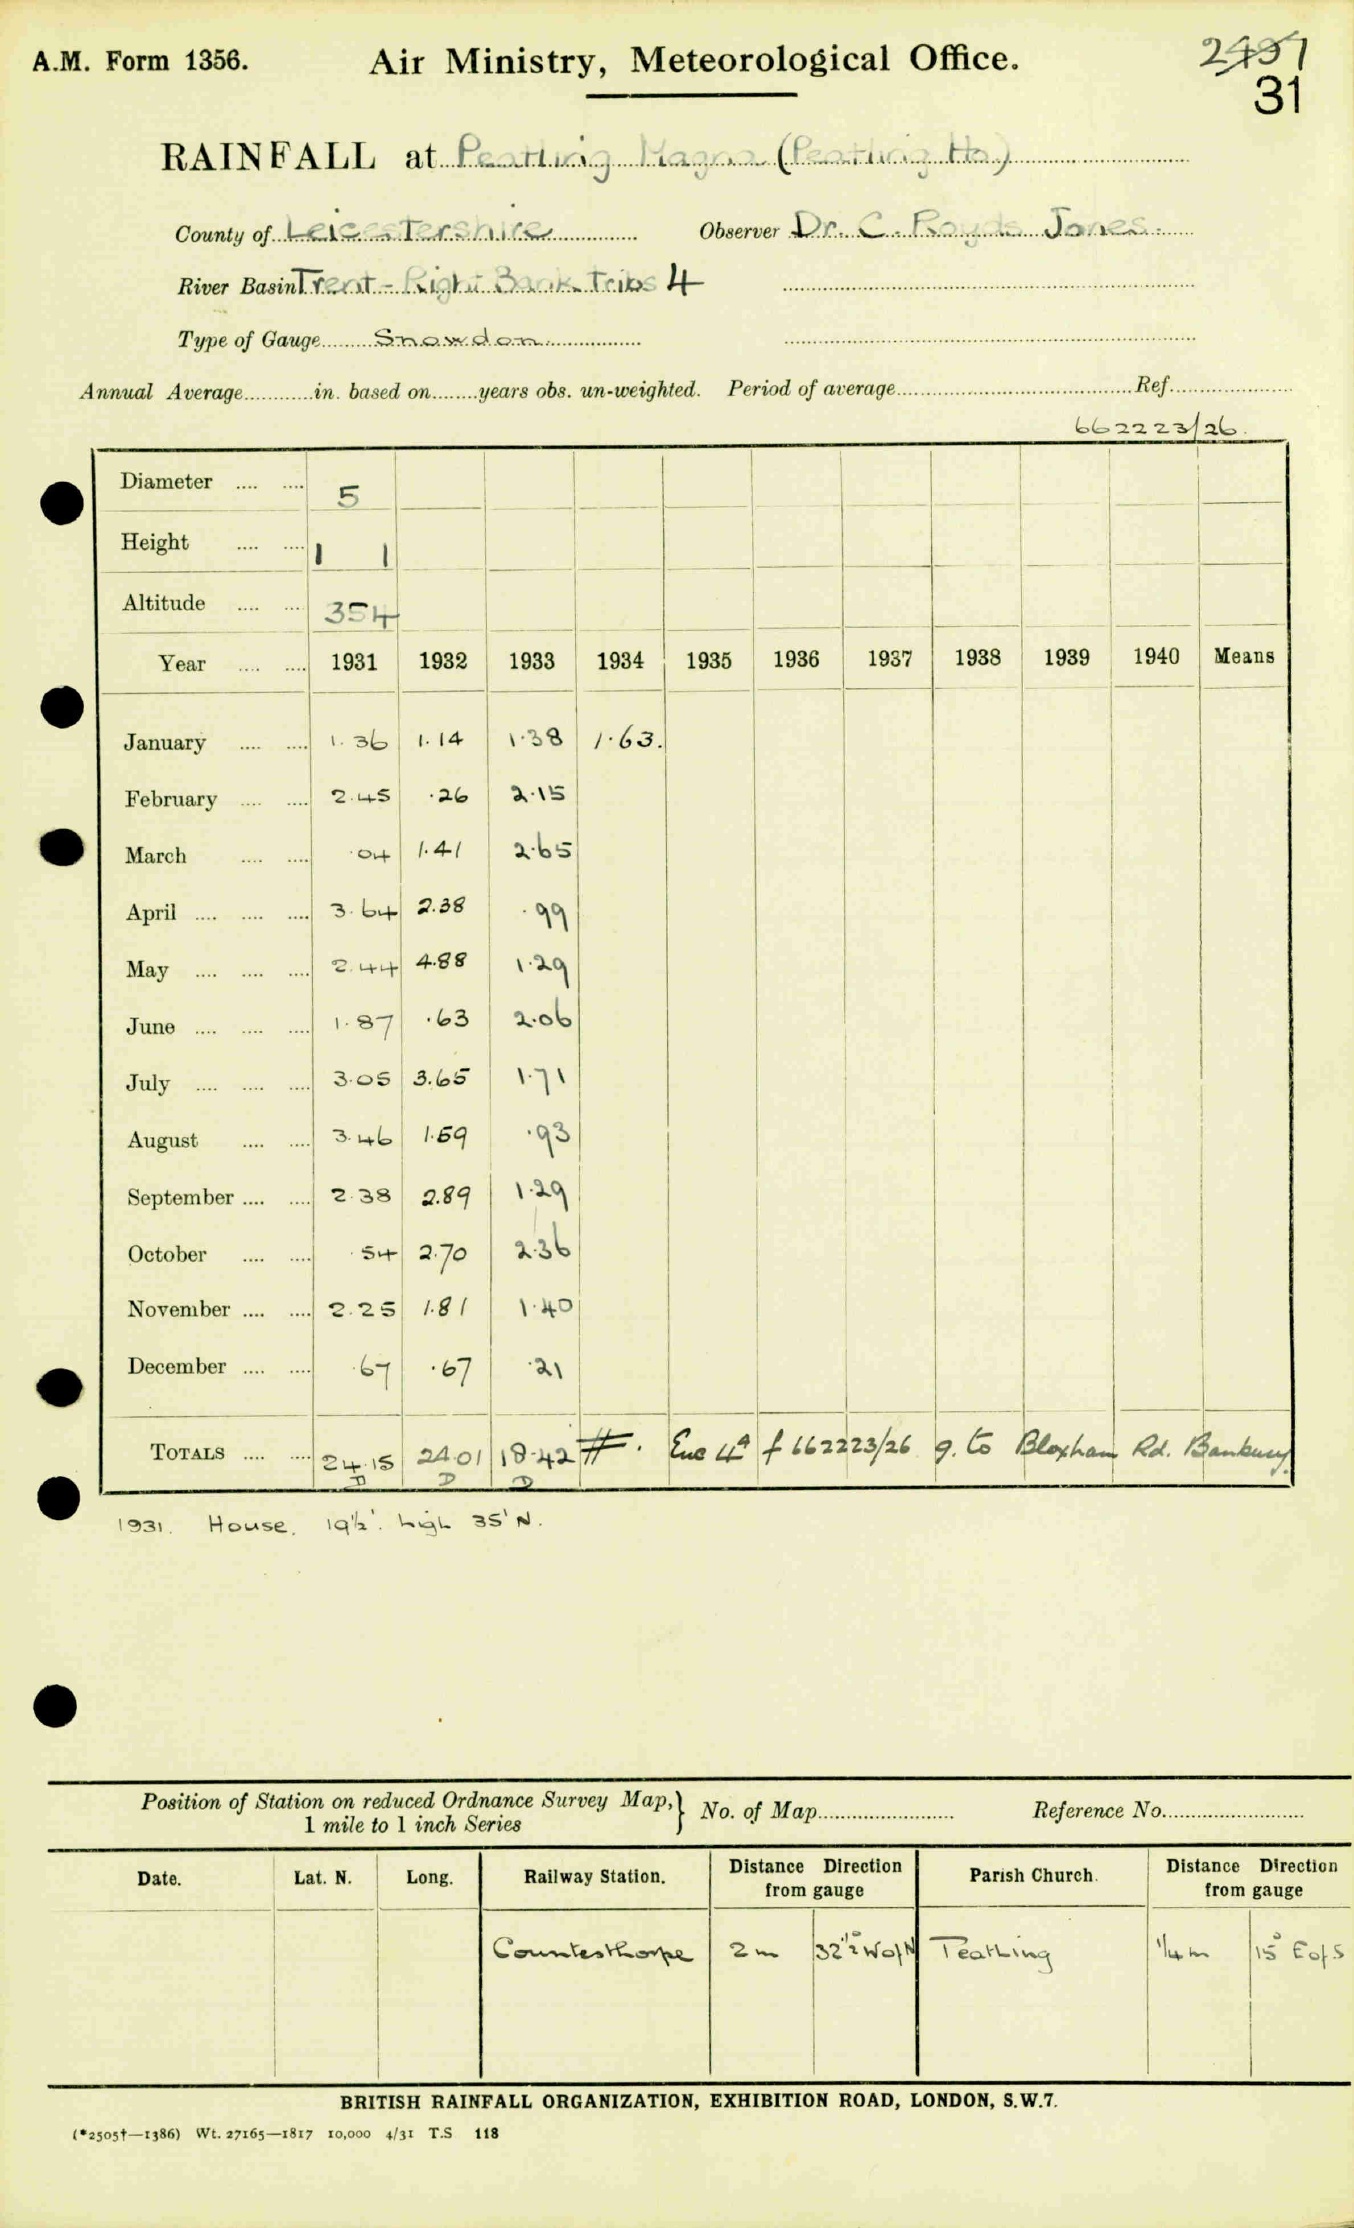 A.M. Form 1356. Air Ministry, Meteorological Office. 2497
31
RAINFALL at Peatling Magna (Peatling Ho)
County of Leicestershire Observer Dr. C. Royds Jones.
River Basin Trent - Right Bank Tribs 4
Type of Gauge Snowdon
Annual Average............in. based on........years obs. un-weighted. Period of average.......... Ref..........
662223/26.
Diameter .... .... 5
Height .... .... 1 1
Altitude .... .... 354
Year .... .... 1931 1932 1933 1934 1935 1936 1937 1938 1939 1940 Means
January .... .... 1.36 1.14 1.38 1.63.
February .... .... 2.45 .26 2.15
March .... .... .04 1.41 2.65
April .... .... .... 3.64 2.38 .99
May .... .... .... 2.44 4.88 1.29
June .... .... .... 1.87 .63 2.06
July .... .... .... 3.05 3.65 1.71
August .... .... 3.46 1.59 .93
September .... .... 2.38 2.89 1.29
October .... .... .54 2.70 2.36
November .... .... 2.25 1.81 1.40
December .... .... .67 .67 .21
TOTALS .... .... 24.15 24.01 18.42 #. Enc 4A f 662223/26 g. to Bloxham Rd. Banbury.
D D D
1931. House. 19½'. high 35' N.
Position of Station on reduced Ordnance Survey Map,} No. of Map.......... Reference No..........
1 mile to 1 inch Series
Date. Lat. N. Long. Railway Station. Distance Direction from gauge Parish Church. Distance Direction from gauge
Countesthorpe 2 m 32½° W of N Peatling ¼ m 15° E of S
BRITISH RAINFALL ORGANIZATION, EXHIBITION ROAD, LONDON, S.W.7.
(*2505†—1386) Wt. 27165—1817 10,000 4/31 T.S 118